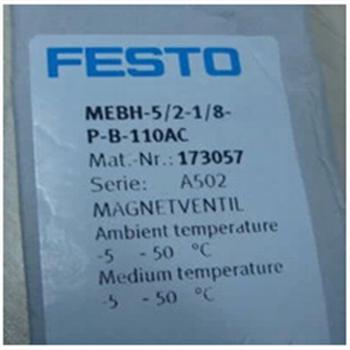 FESTO
MEBH-5/2-1/8-
P-B-110AC
Mat.-Nr.: 173057
Serie: A502
MAGNETVENTIL
Ambient temperature
-5 - 50 °C
Medium temperature
-5 - 50 °C